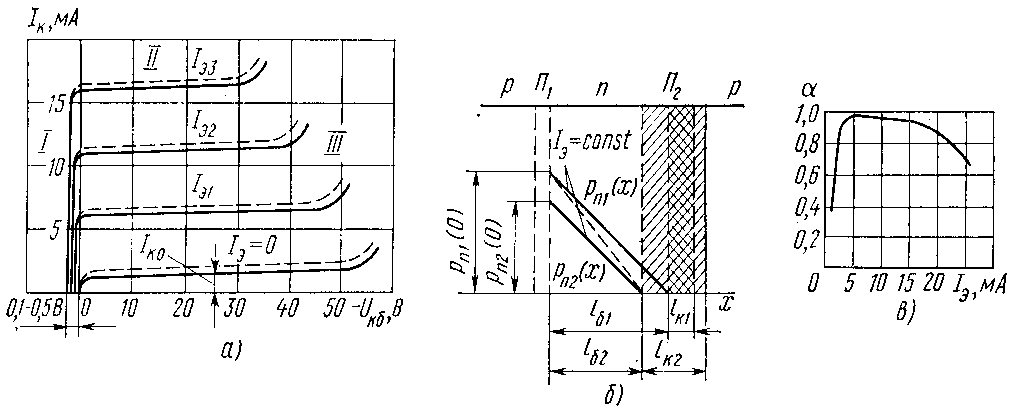 I_к, мА
II
I_Э3
15
I
I_Э2
III
10
I_Э1
5
I_К0
I_Э=0
0,1-0,5В
0
10
20
30
40
50
-U_кб, В
а)
р
П₁
n
П₂
р
I_Э=const
p_n1(x)
p_n1(0)
p_n2(0)
p_n2(x)
x
l_б1
l_к1
l_б2
l_к2
б)
α
1,0
0,8
0,6
0,4
0,2
0
5
10
15
20
I_Э, мА
в)